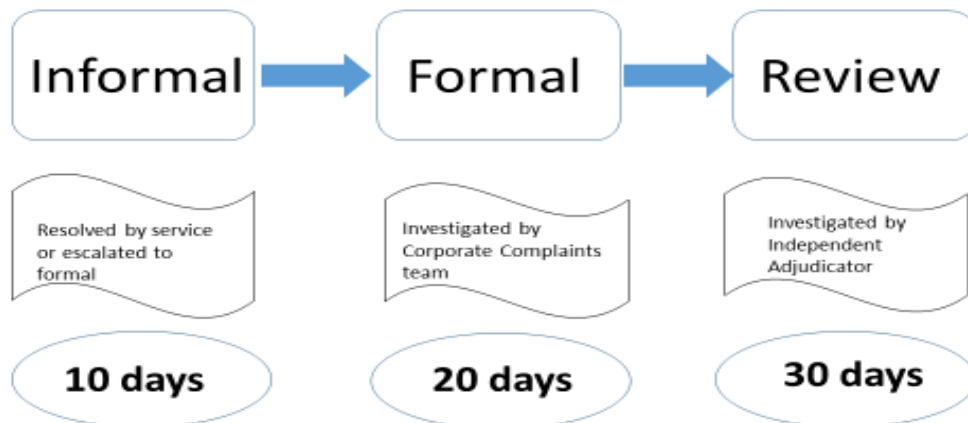 Informal
Formal
Review
Resolved by service
or escalated to
formal
Investigated by
Corporate Complaints
team
Investigated by
Independent
Adjudicator
10 days
20 days
30 days